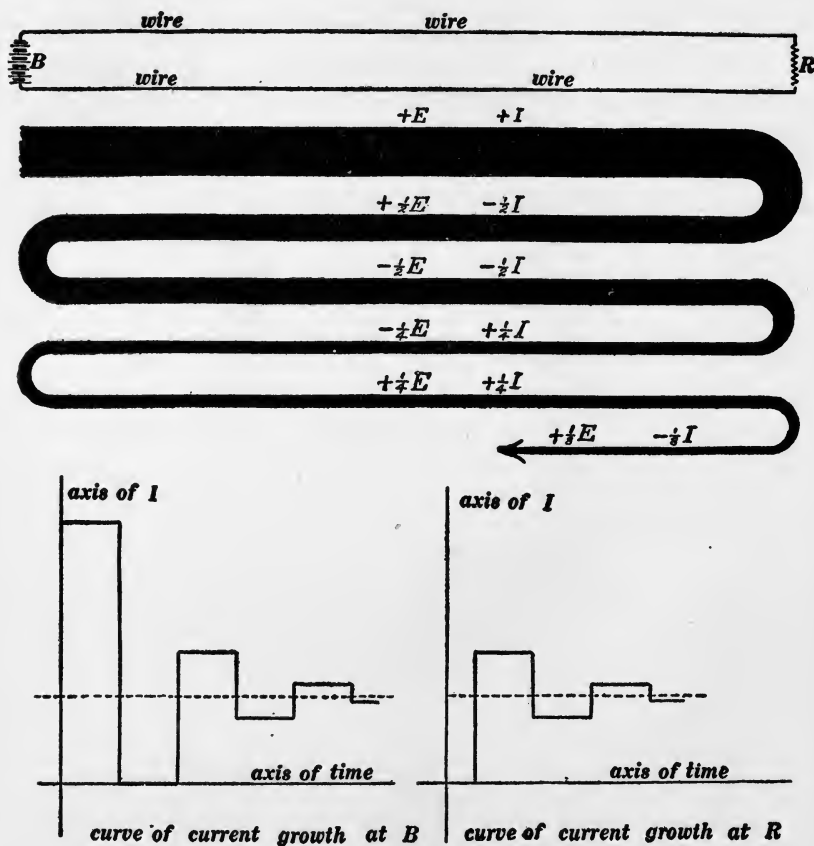 wire wire
B R
wire wire
+E +I
+½E -½I
-½E -½I
-¼E +¼I
+¼E +¼I
+⅛E -⅛I
axis of I axis of I
axis of time axis of time
curve of current growth at B curve of current growth at R